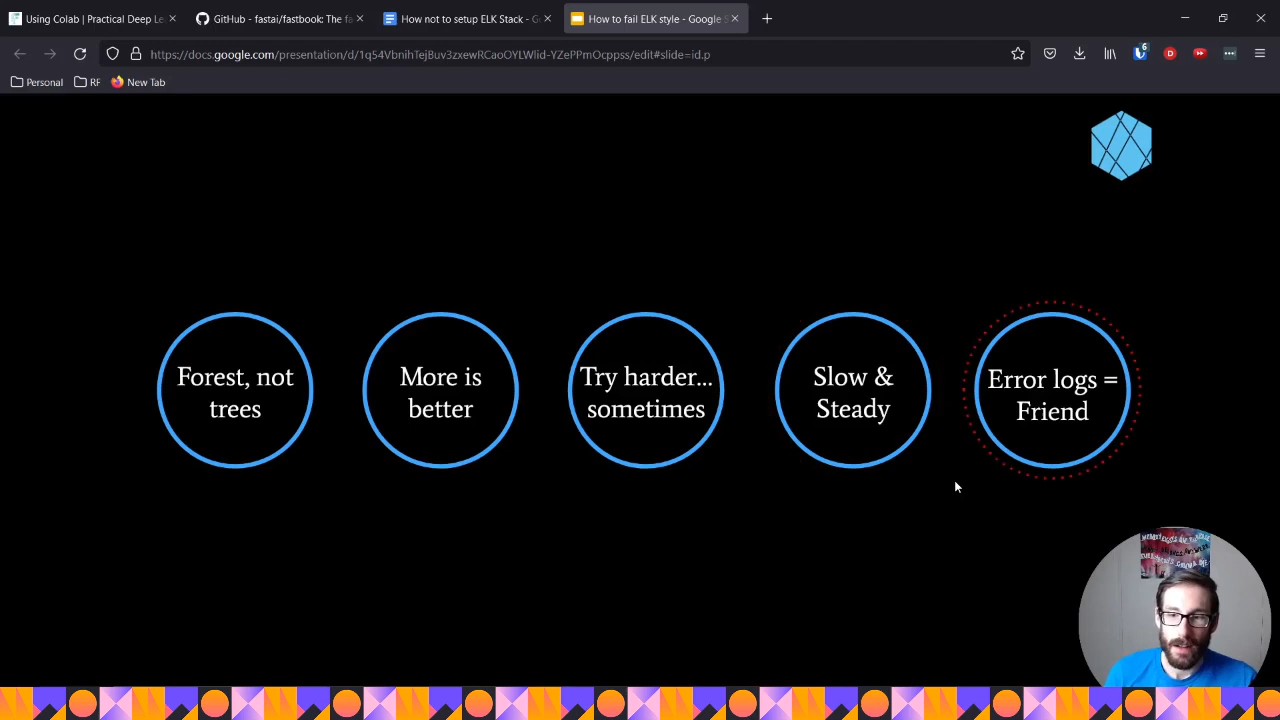 Using Colab | Practical Deep Le
GitHub - fastai/fastbook: The fa
How not to setup ELK Stack - Go
How to fail ELK style - Google S
https://docs.google.com/presentation/d/1q54VbnihTejBuv3zxewRCaoOYLWlid-YZePPmOcppss/edit#slide=id.p
6
D
Personal
RF
New Tab
Forest, not
trees
More is
better
Try harder...
sometimes
Slow &
Steady
Error logs =
Friend